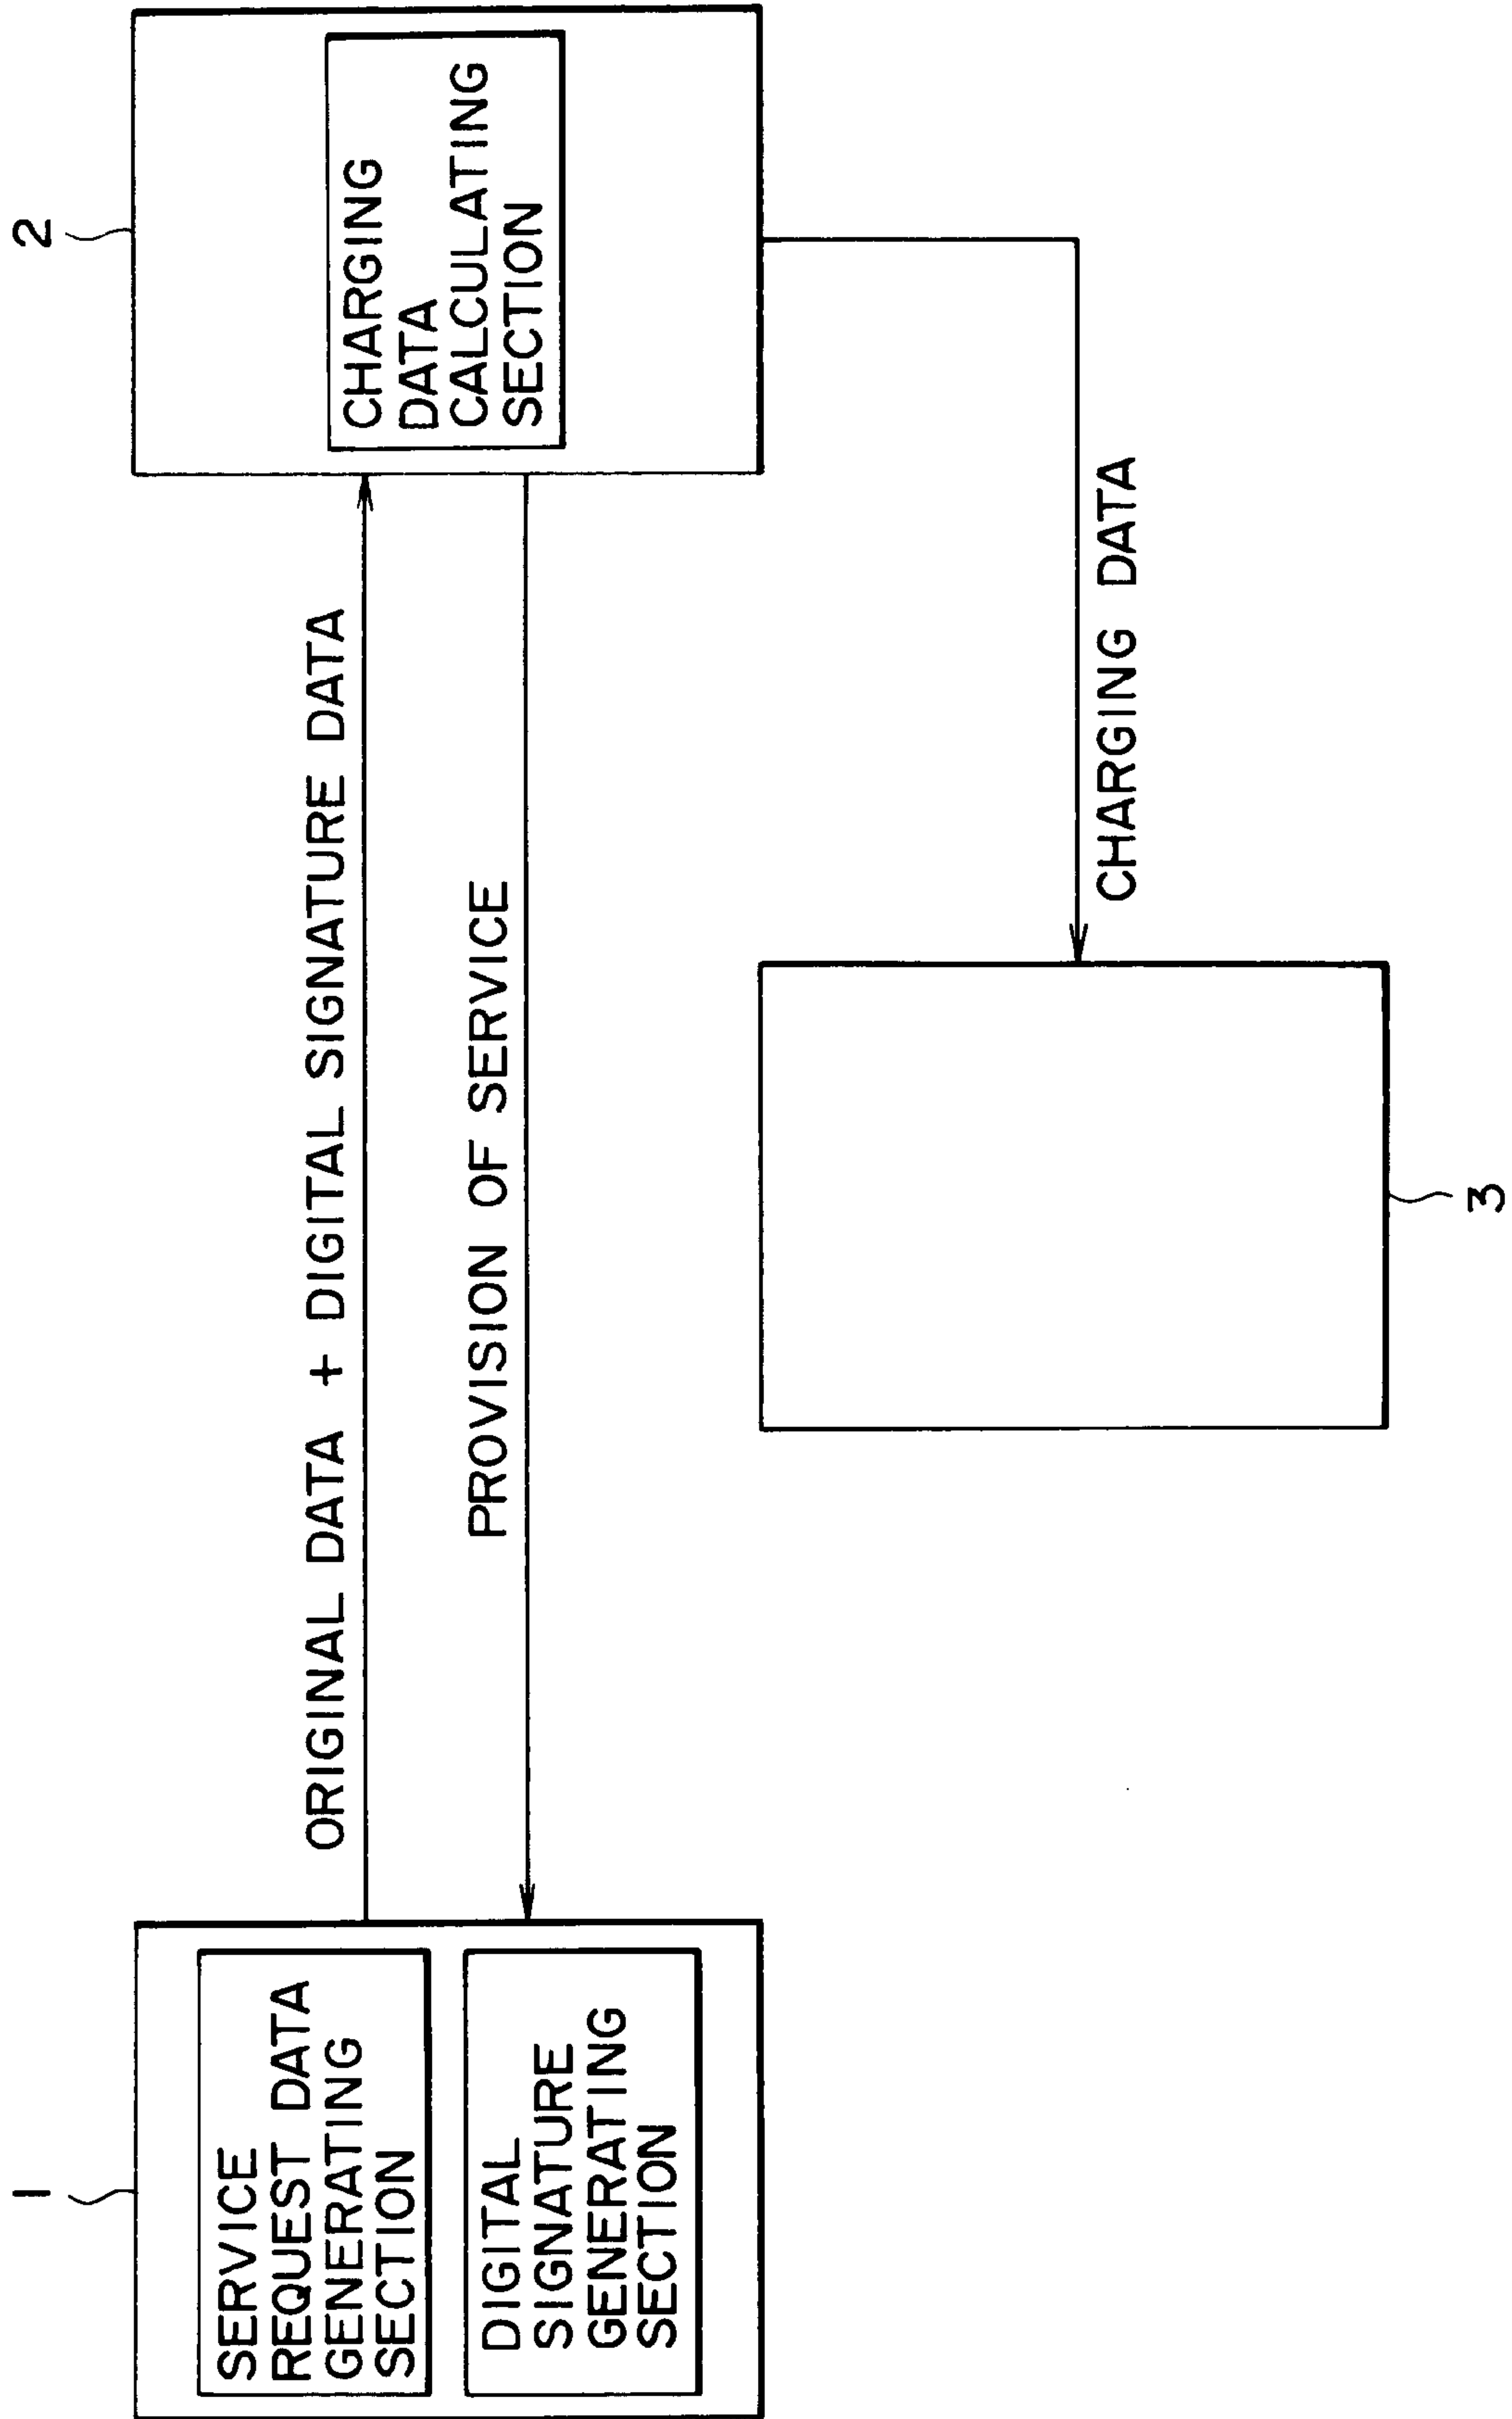 1
SERVICE
REQUEST DATA
GENERATING
SECTION
DIGITAL
SIGNATURE
GENERATING
SECTION
ORIGINAL DATA + DIGITAL SIGNATURE DATA
PROVISION OF SERVICE
2
CHARGING
DATA
CALCULATING
SECTION
CHARGING DATA
3